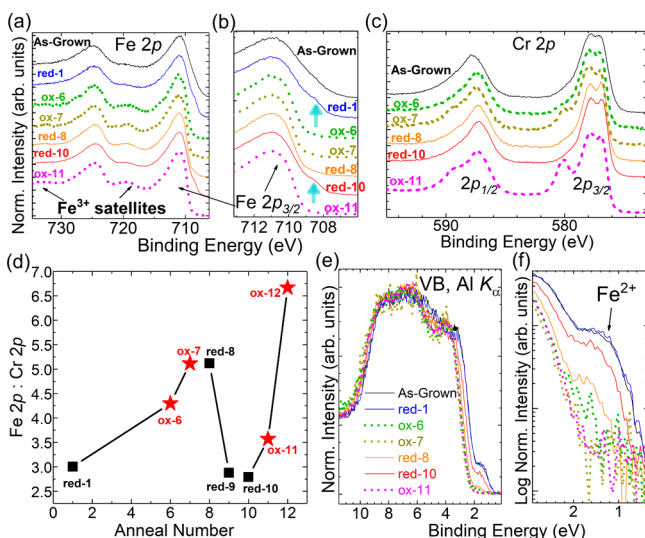 (a)
Fe 2p
As-Grown
red-1
ox-6
ox-7
red-8
red-10
ox-11
Fe³⁺ satellites
730 720 710
Binding Energy (eV)
Norm. Intensity (arb. units)
(b)
As-Grown
red-1
ox-6
ox-7
red-8
red-10
ox-11
Fe 2p3/2
712 710 708
Binding Energy (eV)
Norm. Intensity (arb. units)
(c)
Cr 2p
As-Grown
ox-6
ox-7
red-8
red-10
ox-11
2p1/2 2p3/2
590 580
Binding Energy (eV)
Norm. Intensity (arb. units)
(d)
Fe 2p : Cr 2p
7.0
6.5
6.0
5.5
5.0
4.5
4.0
3.5
3.0
2.5
ox-12
ox-7
red-8
ox-6
ox-11
red-1
red-9
red-10
0 2 4 6 8 10 12
Anneal Number
(e)
VB, Al Kα
As-Grown
red-1
ox-6
ox-7
red-8
red-10
ox-11
10 8 6 4 2
Binding Energy (eV)
Norm. Intensity (arb. units)
(f)
Fe²⁺
2 1
Binding Energy (eV)
Log Norm. Intensity (arb. units)